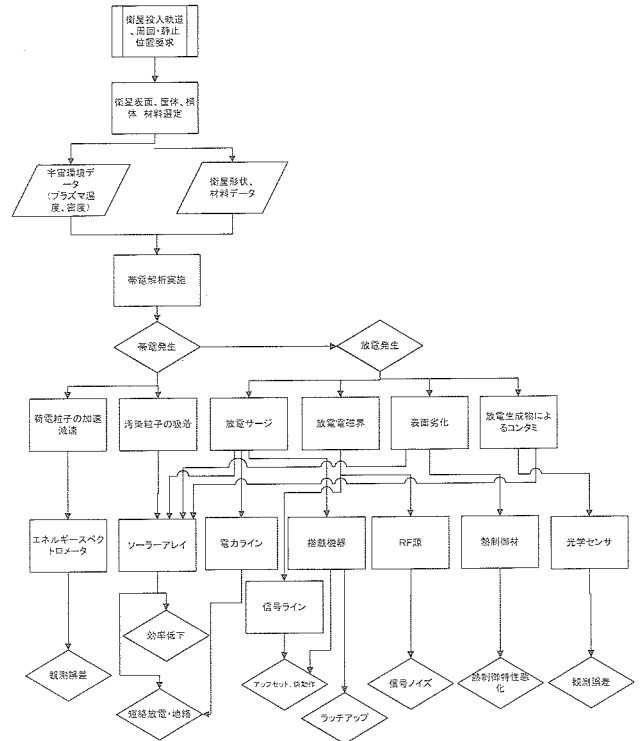 衛星投入軌道
、周回・静止
位置要求
衛星表面、筐体、構
体 材料選定
宇宙環境デ
ータ
(プラズマ温
度、密度)
衛星形状、
材料データ
帯電解析実施
帯電発生
放電発生
荷電粒子の加速
減速
汚染粒子の吸着
放電サージ
放電電磁界
表面劣化
放電生成物によ
るコンタミ
エネルギースペク
トロメータ
ソーラーアレイ
電力ライン
搭載機器
RF源
熱制御材
光学センサ
信号ライン
効率低下
観測誤差
アップセット、誤動作
信号ノイズ
熱制御特性悪
化
観測誤差
短絡放電・地絡
ラッチアップ